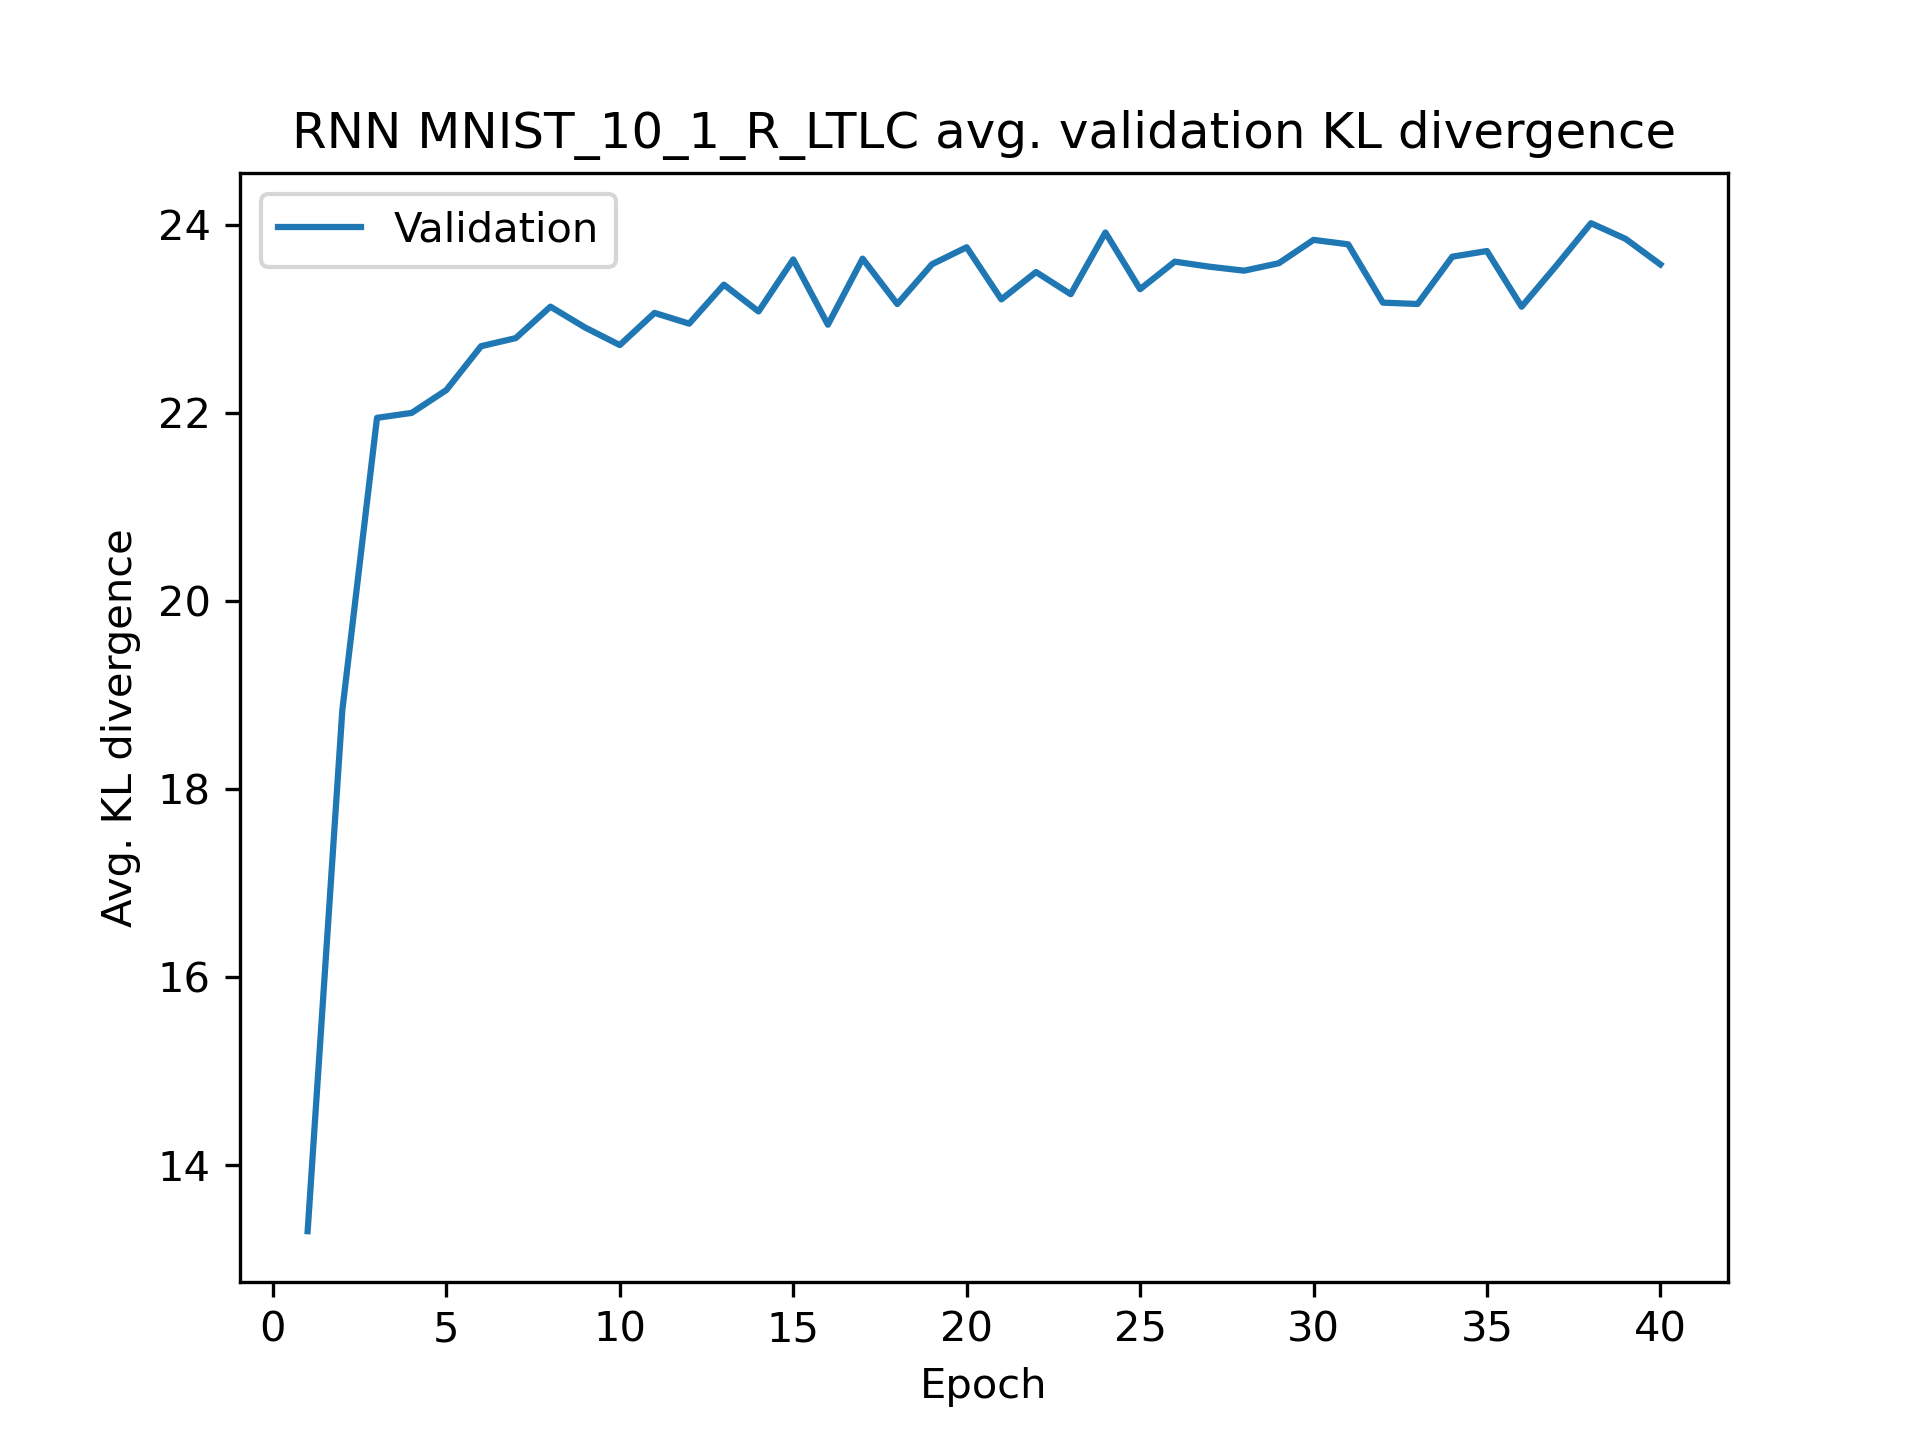 RNN MNIST_10_1_R_LTLC avg. validation KL divergence
Validation
24
22
20
18
16
14
Avg. KL divergence
0 5 10 15 20 25 30 35 40
Epoch